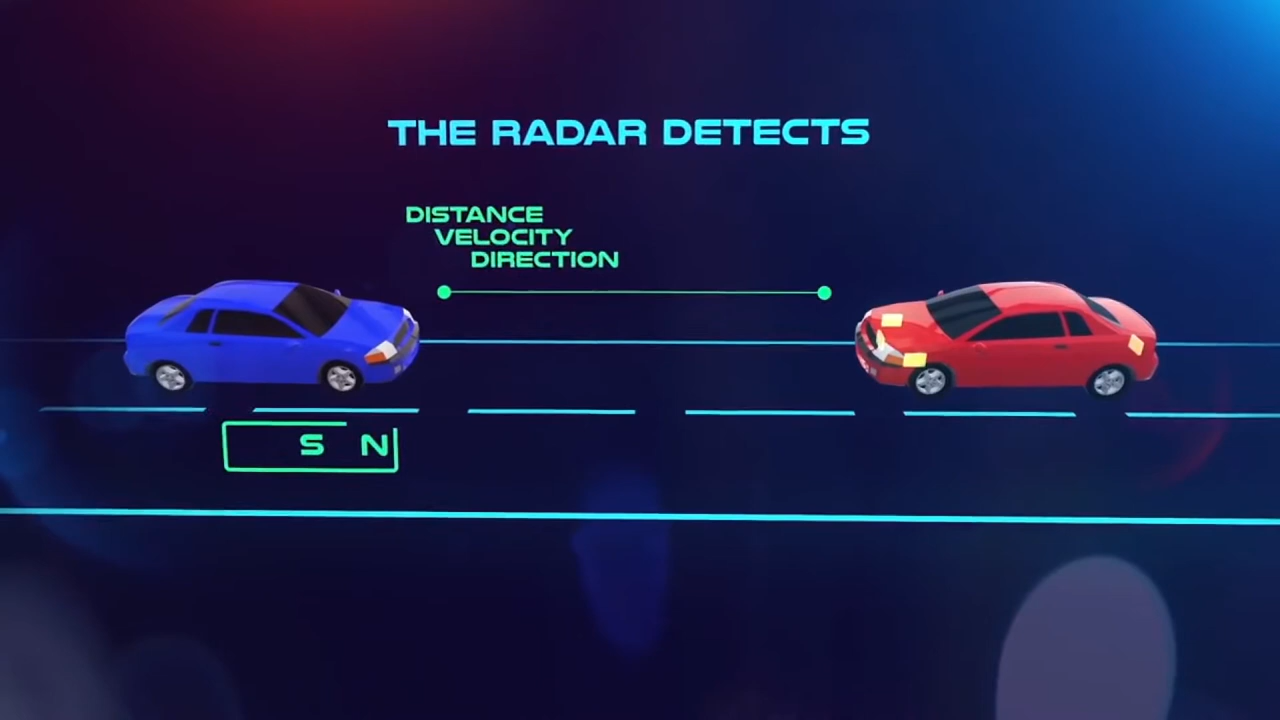 THE RADAR DETECTS
DISTANCE
VELOCITY
DIRECTION
S N